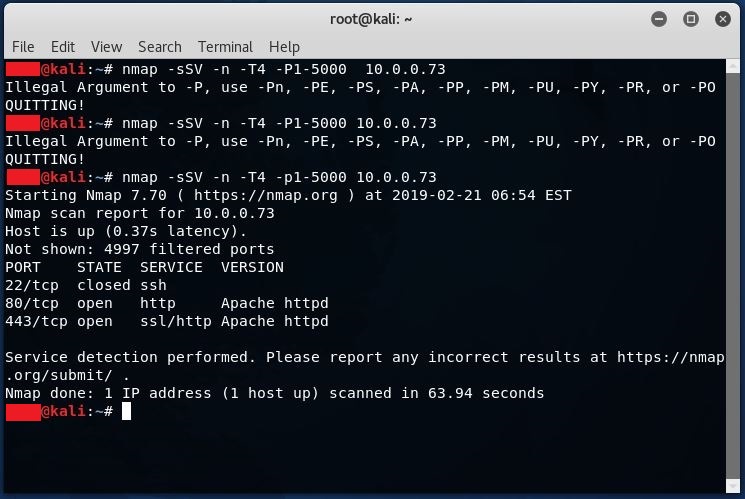 root@kali: ~
File Edit View Search Terminal Help
@kali:~# nmap -sSV -n -T4 -P1-5000  10.0.0.73
Illegal Argument to -P, use -Pn, -PE, -PS, -PA, -PP, -PM, -PU, -PY, -PR, or -PO
QUITTING!
@kali:~# nmap -sSV -n -T4 -P1-5000 10.0.0.73
Illegal Argument to -P, use -Pn, -PE, -PS, -PA, -PP, -PM, -PU, -PY, -PR, or -PO
QUITTING!
@kali:~# nmap -sSV -n -T4 -p1-5000 10.0.0.73
Starting Nmap 7.70 ( https://nmap.org ) at 2019-02-21 06:54 EST
Nmap scan report for 10.0.0.73
Host is up (0.37s latency).
Not shown: 4997 filtered ports
PORT    STATE  SERVICE  VERSION
22/tcp  closed ssh
80/tcp  open   http     Apache httpd
443/tcp open   ssl/http Apache httpd
Service detection performed. Please report any incorrect results at https://nmap
.org/submit/ .
Nmap done: 1 IP address (1 host up) scanned in 63.94 seconds
@kali:~#